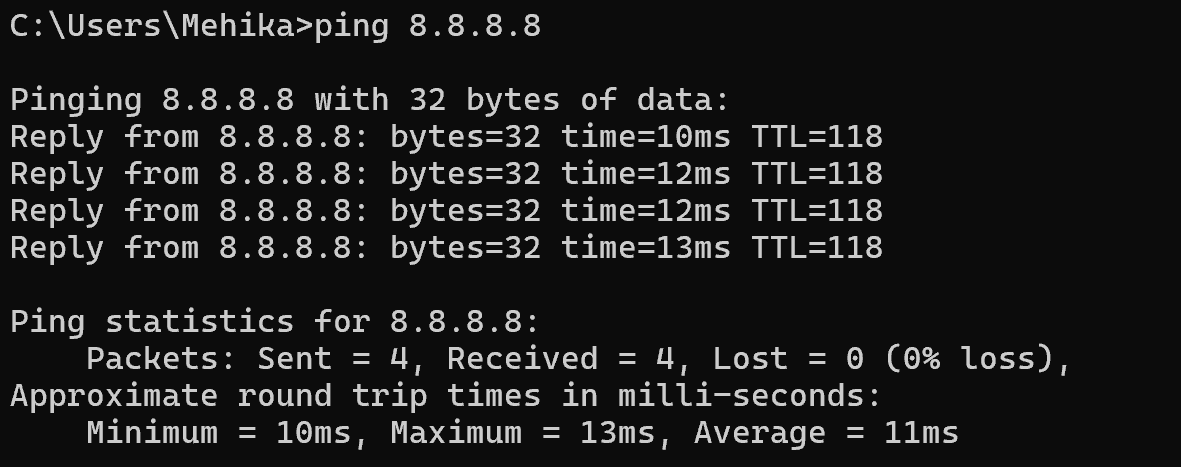 C:\Users\Mehika>ping 8.8.8.8
Pinging 8.8.8.8 with 32 bytes of data:
Reply from 8.8.8.8: bytes=32 time=10ms TTL=118
Reply from 8.8.8.8: bytes=32 time=12ms TTL=118
Reply from 8.8.8.8: bytes=32 time=12ms TTL=118
Reply from 8.8.8.8: bytes=32 time=13ms TTL=118
Ping statistics for 8.8.8.8:
    Packets: Sent = 4, Received = 4, Lost = 0 (0% loss),
Approximate round trip times in milli-seconds:
    Minimum = 10ms, Maximum = 13ms, Average = 11ms